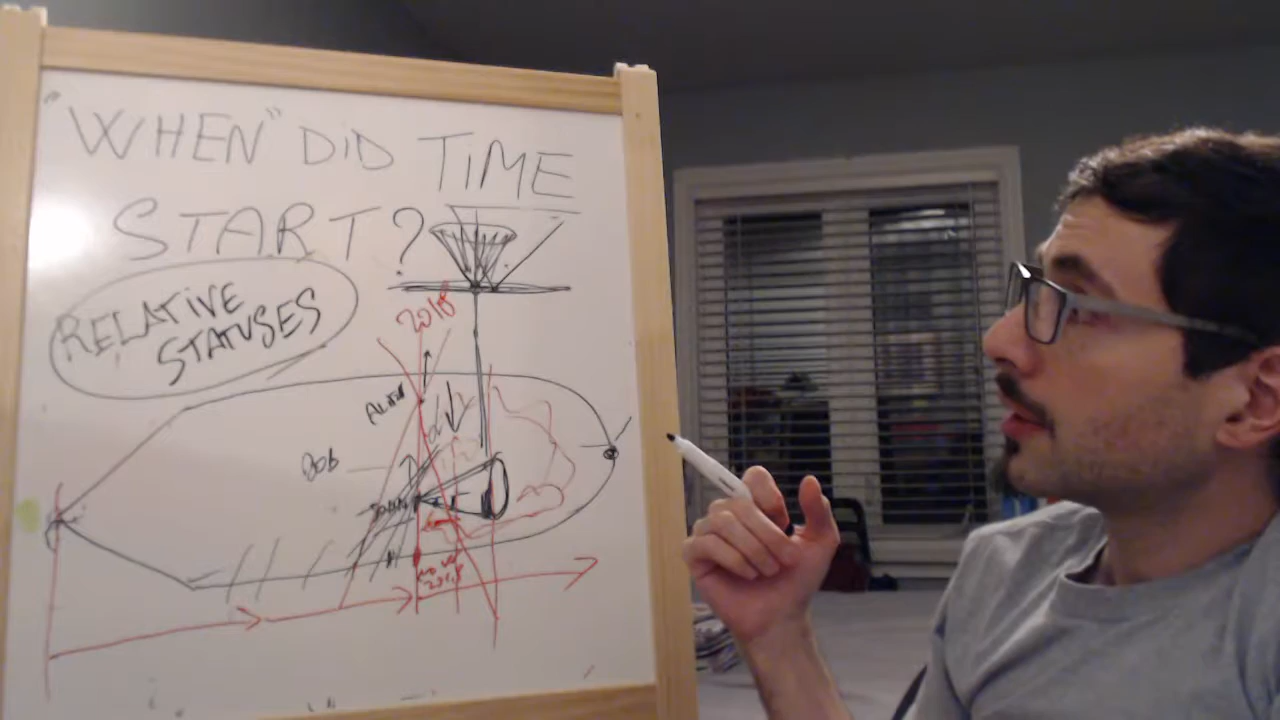 "WHEN" DID TIME
START?
RELATIVE
STATUSES
2018
Bob